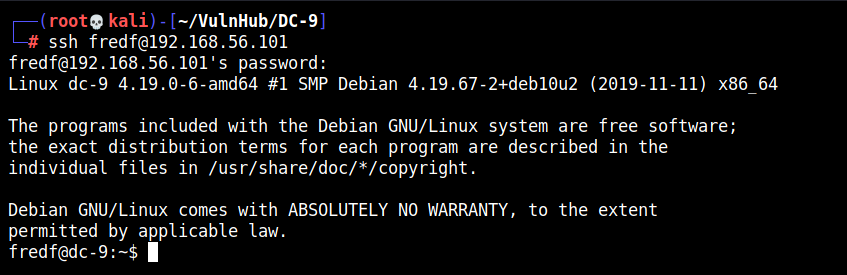 ┌──(root💀kali)-[~/VulnHub/DC-9]
└─# ssh fredf@192.168.56.101
fredf@192.168.56.101's password:
Linux dc-9 4.19.0-6-amd64 #1 SMP Debian 4.19.67-2+deb10u2 (2019-11-11) x86_64
The programs included with the Debian GNU/Linux system are free software;
the exact distribution terms for each program are described in the
individual files in /usr/share/doc/*/copyright.
Debian GNU/Linux comes with ABSOLUTELY NO WARRANTY, to the extent
permitted by applicable law.
fredf@dc-9:~$